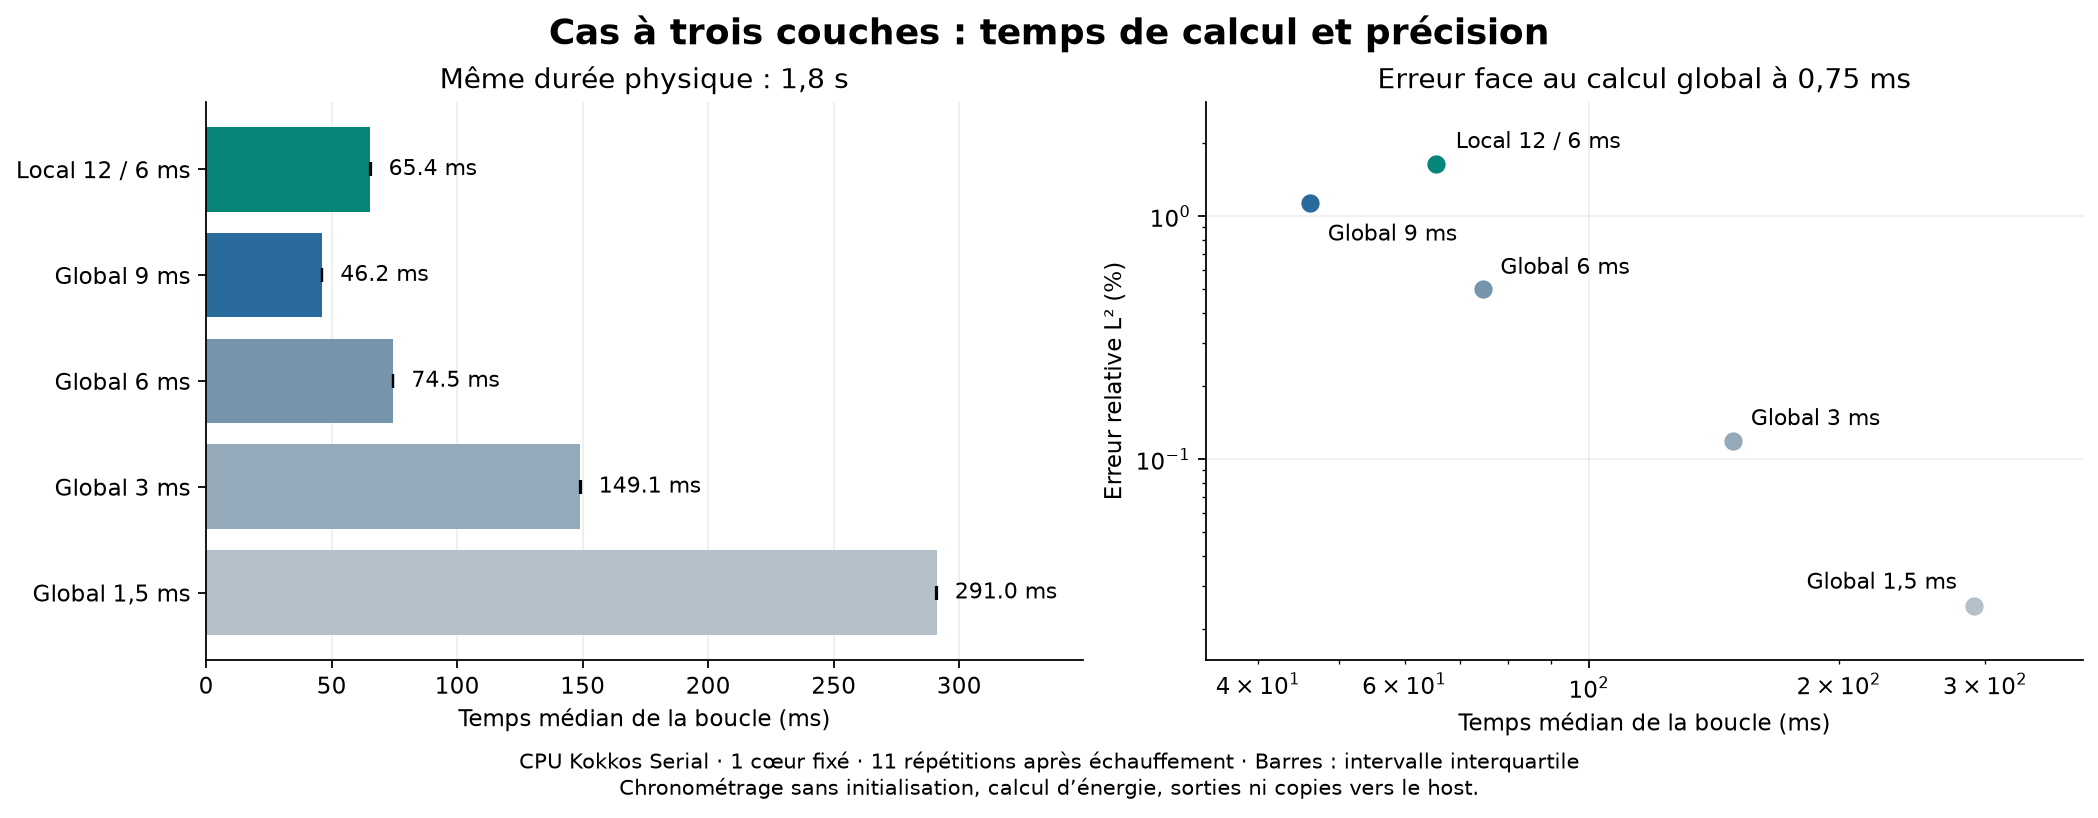 Cas à trois couches : temps de calcul et précision
Même durée physique : 1,8 s
Local 12 / 6 ms
65.4 ms
Global 9 ms
46.2 ms
Global 6 ms
74.5 ms
Global 3 ms
149.1 ms
Global 1,5 ms
291.0 ms
0 50 100 150 200 250 300
Temps médian de la boucle (ms)
Erreur face au calcul global à 0,75 ms
Erreur relative L² (%)
10⁰
10⁻¹
Local 12 / 6 ms
Global 9 ms
Global 6 ms
Global 3 ms
Global 1,5 ms
4 × 10¹ 6 × 10¹ 10² 2 × 10² 3 × 10²
Temps médian de la boucle (ms)
CPU Kokkos Serial · 1 cœur fixé · 11 répétitions après échauffement · Barres : intervalle interquartile
Chronométrage sans initialisation, calcul d’énergie, sorties ni copies vers le host.